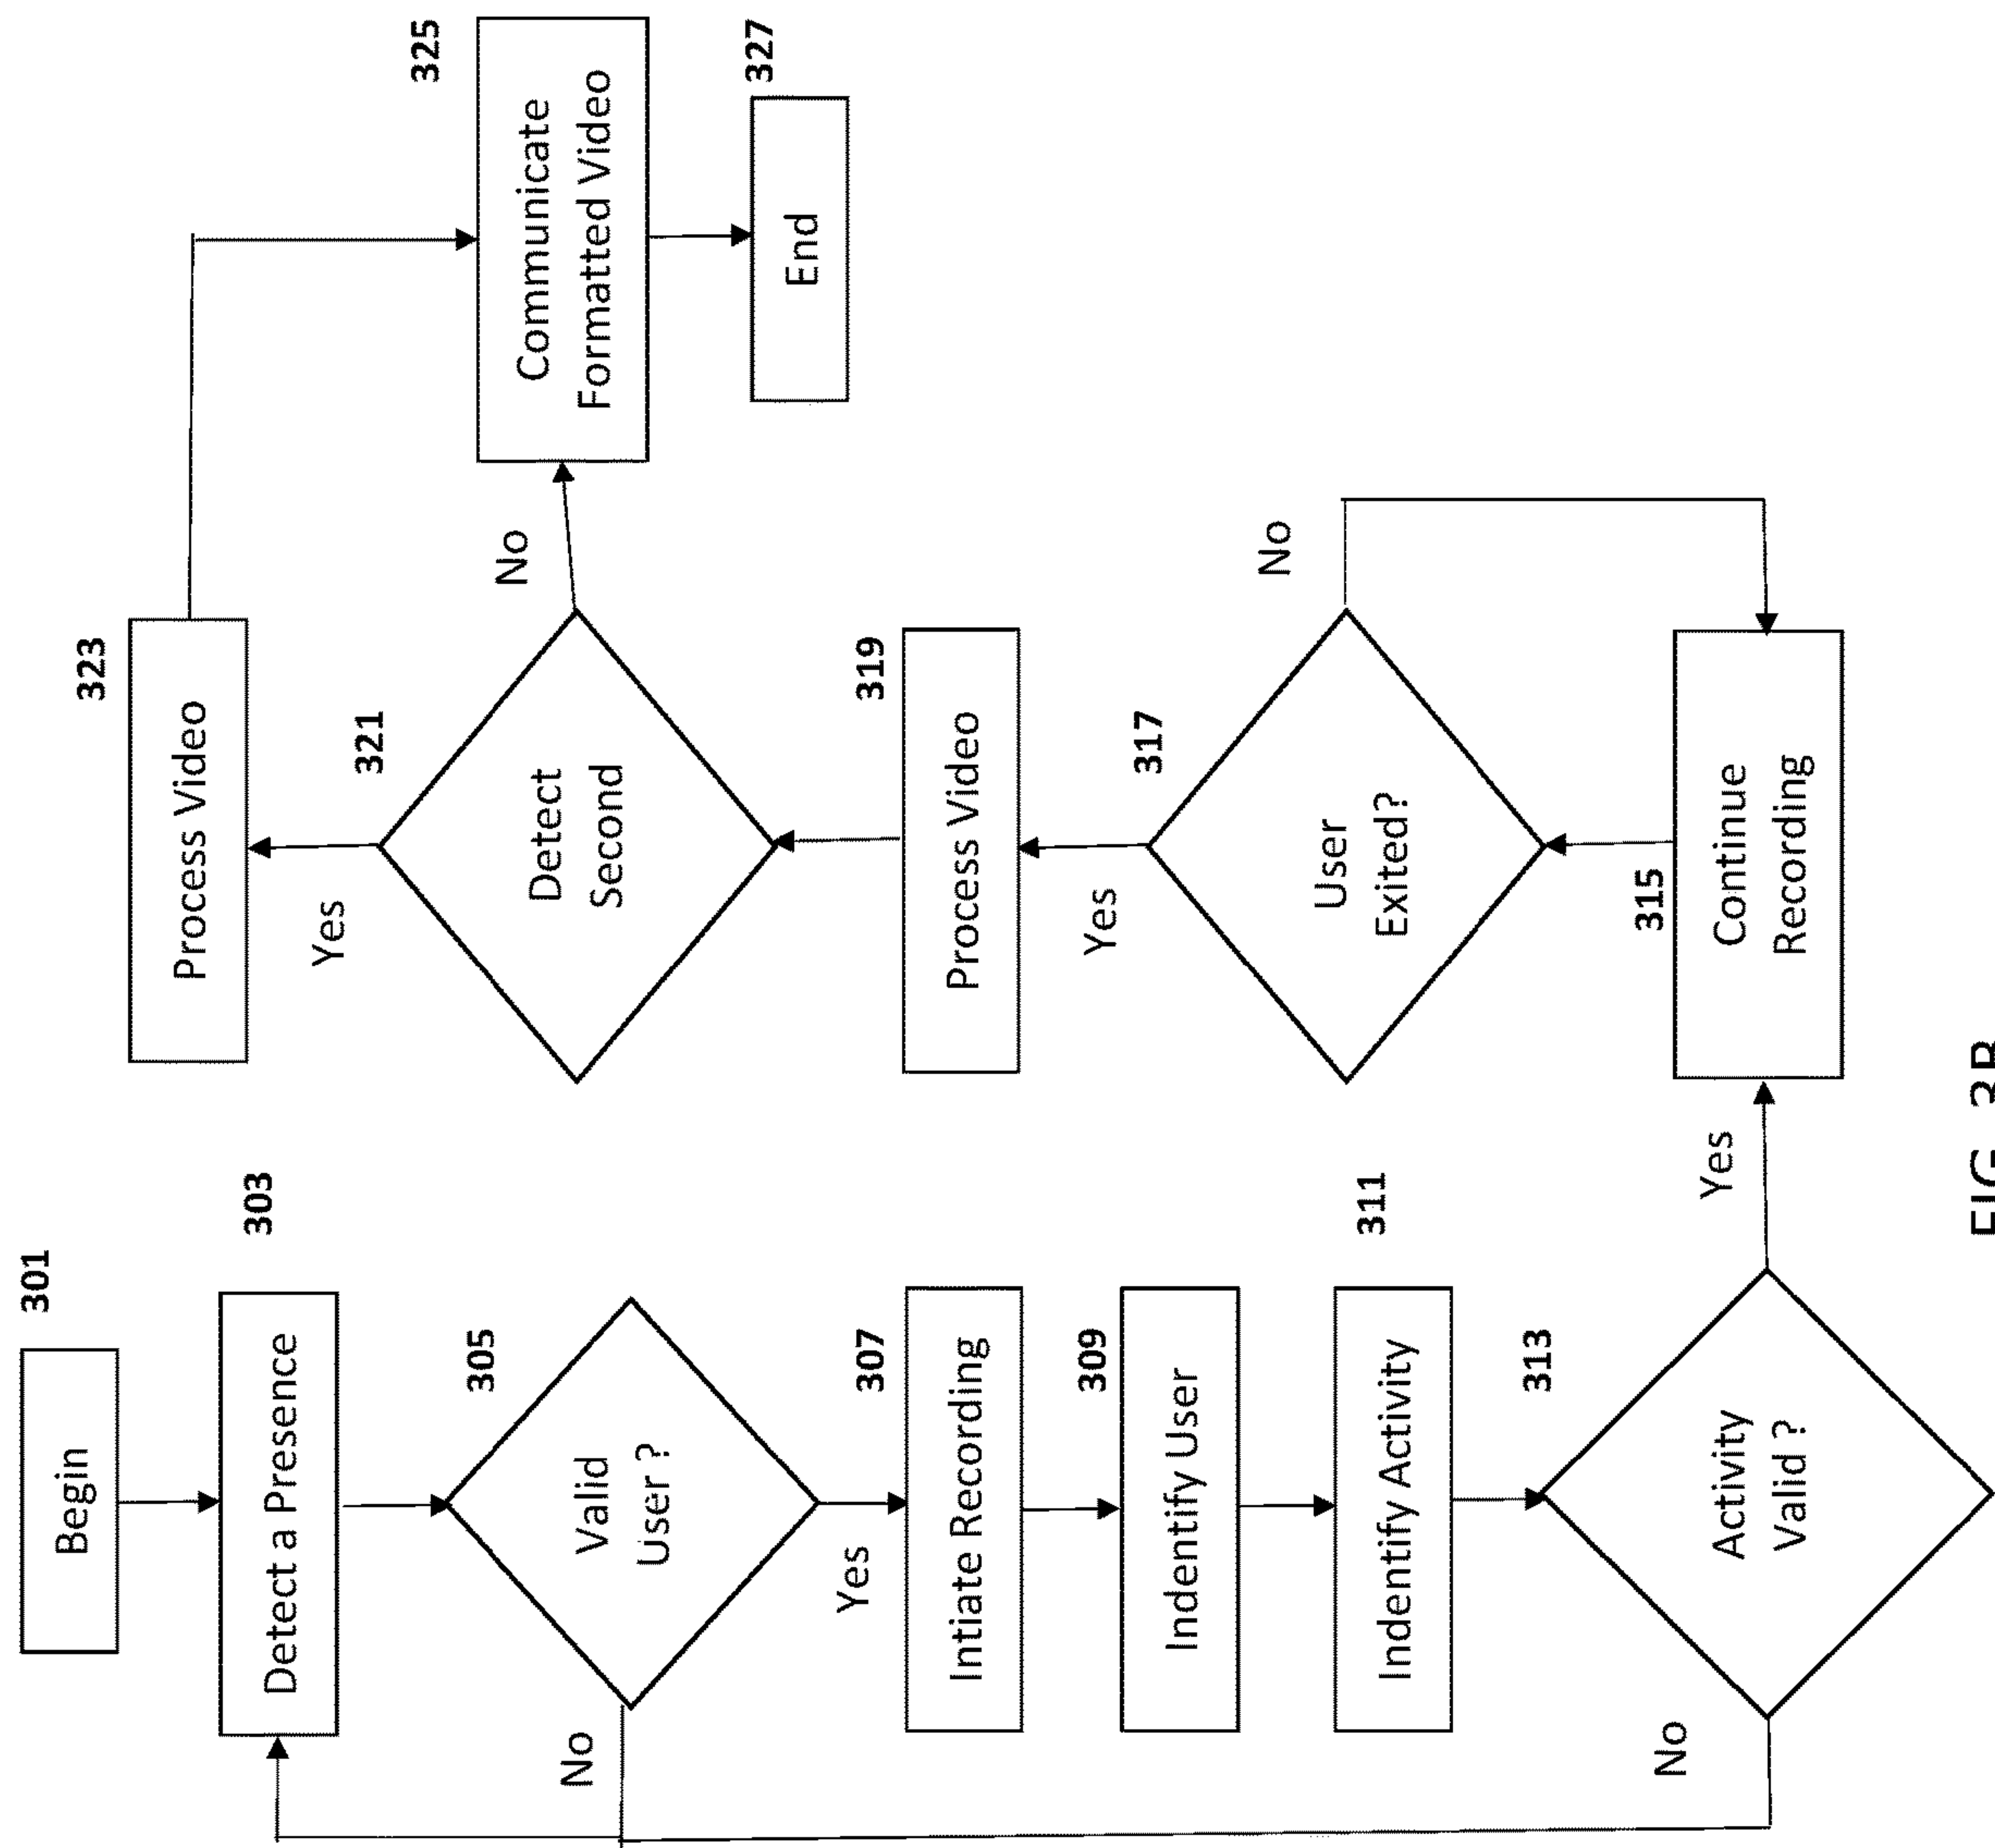 301
Begin
303
Detect a Presence
305
Valid
User ?
No
Yes
307
Intiate Recording
309
Indentify User
311
Indentify Activity
313
Activity
Valid ?
No
Yes
315
Continue
Recording
317
User
Exited?
No
Yes
319
Process Video
321
Detect
Second
No
Yes
323
Process Video
325
Communicate
Formatted Video
327
End
FIG. 3B